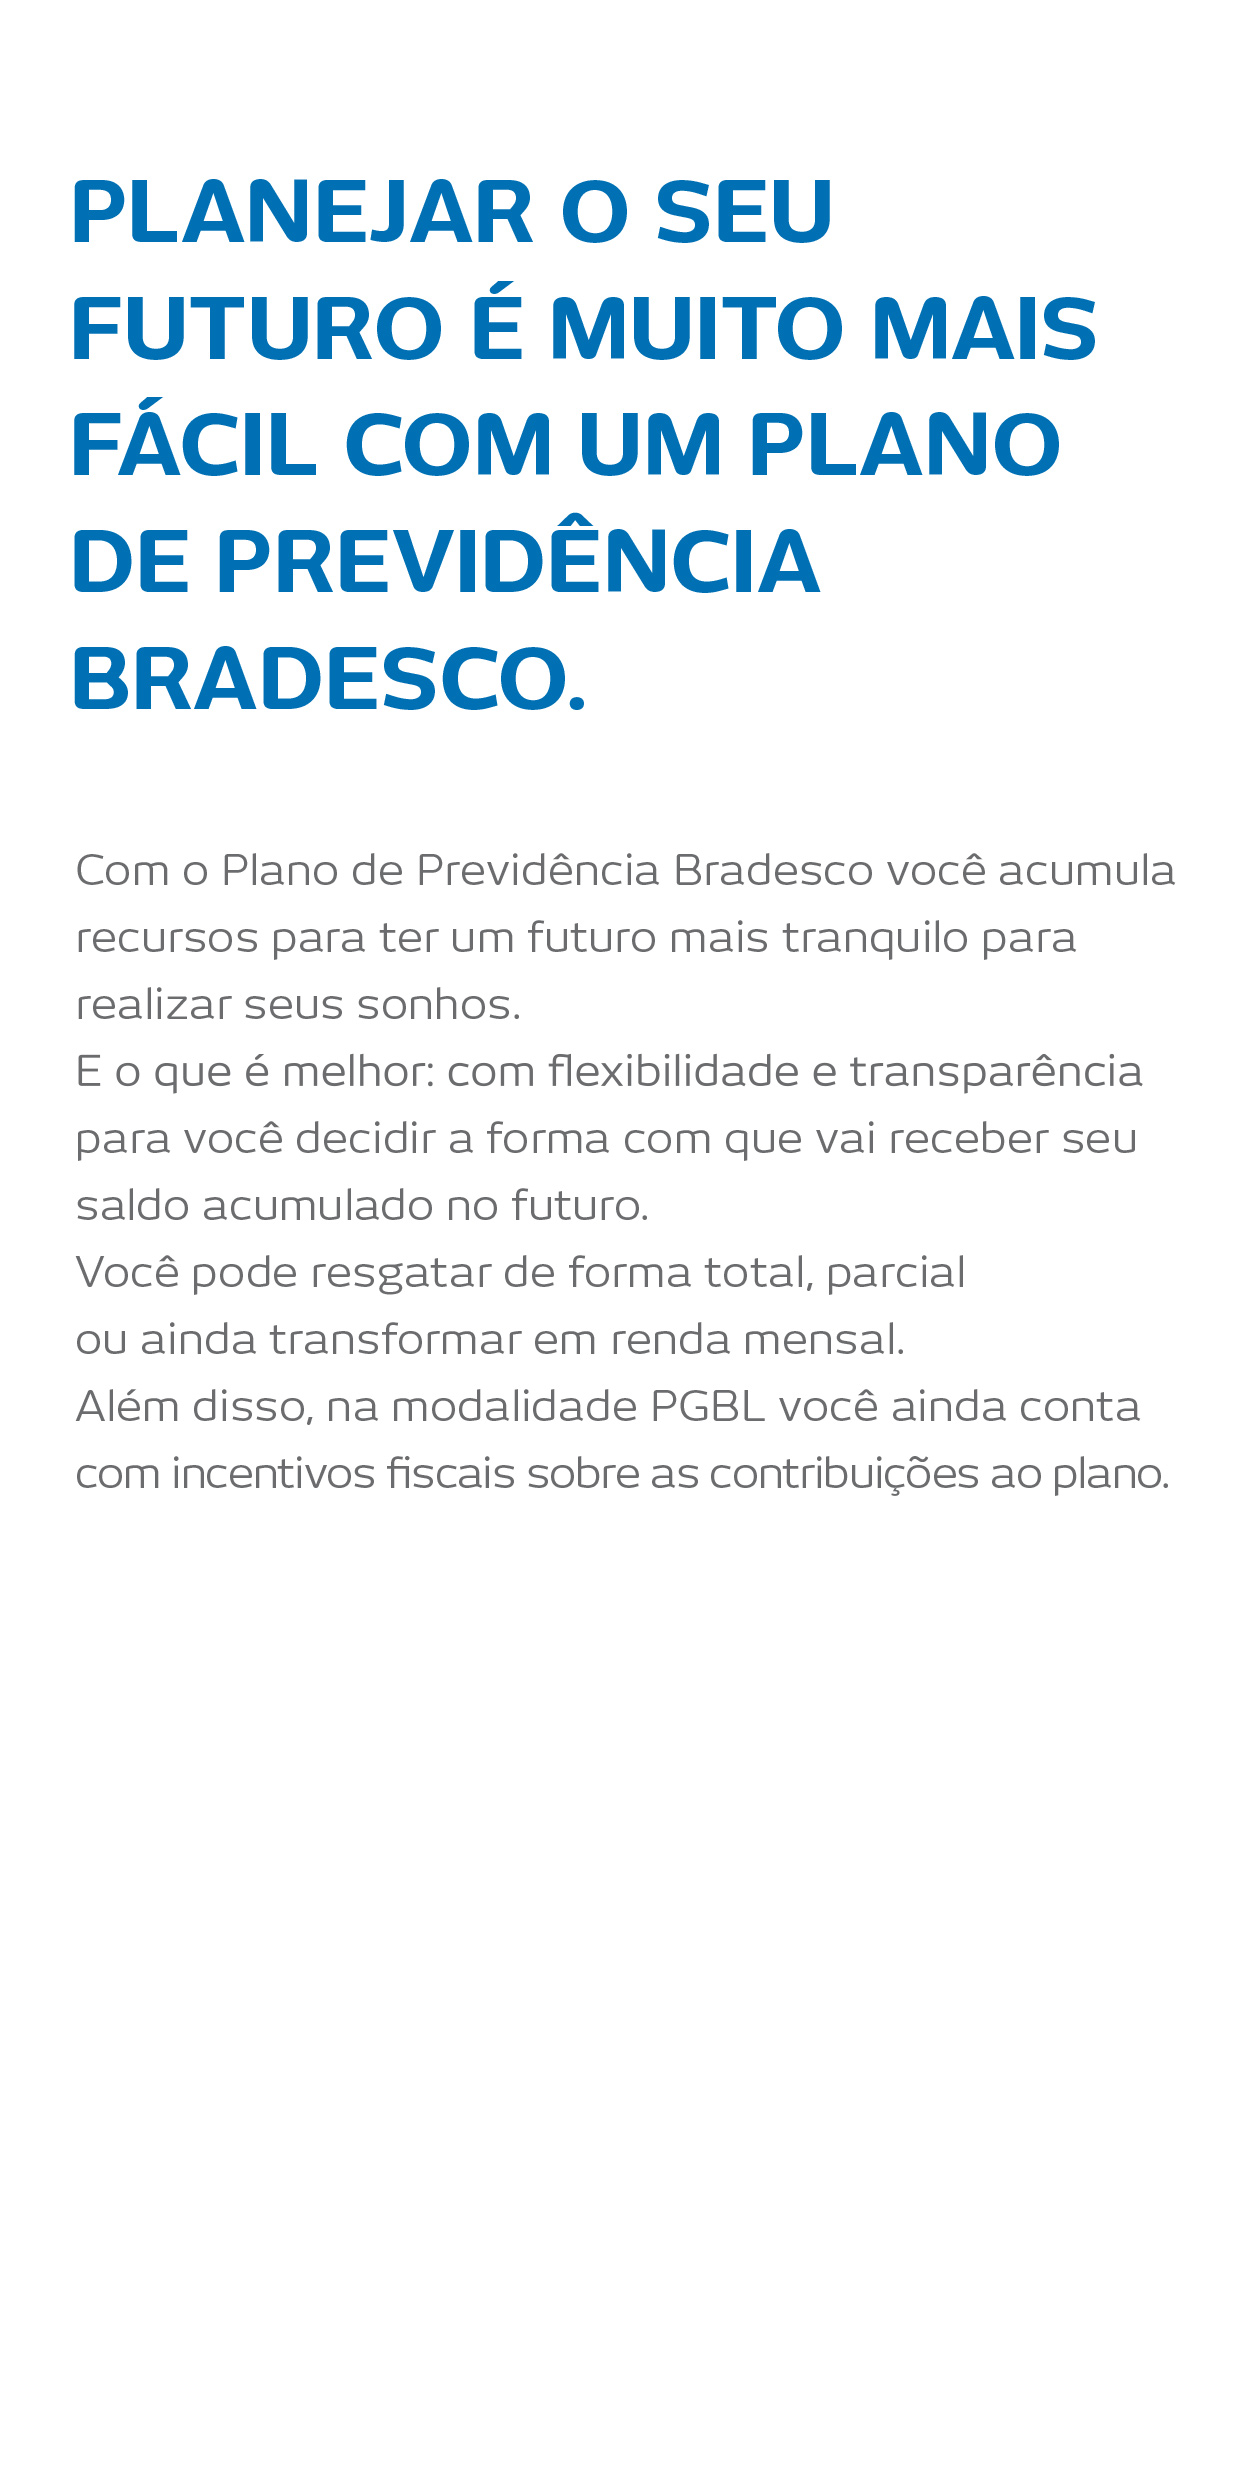 PLANEJAR O SEU
FUTURO É MUITO MAIS
FÁCIL COM UM PLANO
DE PREVIDÊNCIA
BRADESCO.
Com o Plano de Previdência Bradesco você acumula
recursos para ter um futuro mais tranquilo para
realizar seus sonhos.
E o que é melhor: com flexibilidade e transparência
para você decidir a forma com que vai receber seu
saldo acumulado no futuro.
Você pode resgatar de forma total, parcial
ou ainda transformar em renda mensal.
Além disso, na modalidade PGBL você ainda conta
com incentivos fiscais sobre as contribuições ao plano.